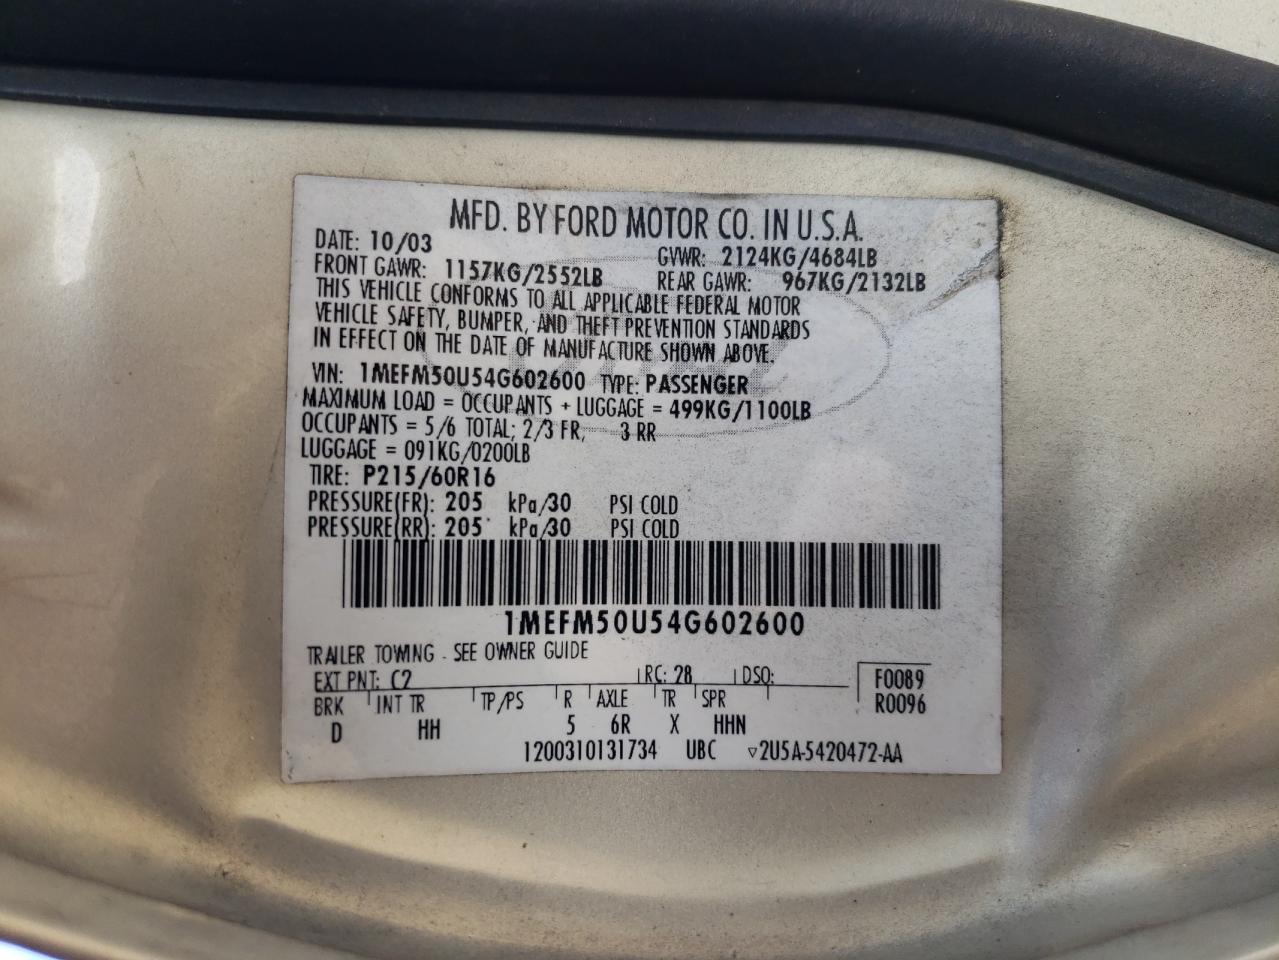 MFD. BY FORD MOTOR CO. IN U.S.A.
DATE: 10/03 GVWR: 2124KG/4684LB
FRONT GAWR: 1157KG/2552LB REAR GAWR: 967KG/2132LB
THIS VEHICLE CONFORMS TO ALL APPLICABLE FEDERAL MOTOR
VEHICLE SAFETY, BUMPER, AND THEFT PREVENTION STANDARDS
IN EFFECT ON THE DATE OF MANUFACTURE SHOWN ABOVE.
VIN: 1MEFM50U54G602600 TYPE: PASSENGER
MAXIMUM LOAD = OCCUPANTS + LUGGAGE = 499KG/1100LB
OCCUPANTS = 5/6 TOTAL; 2/3 FR, 3 RR
LUGGAGE = 091KG/0200LB
TIRE: P215/60R16
PRESSURE(FR): 205 kPa/30 PSI COLD
PRESSURE(RR): 205 kPa/30 PSI COLD
1MEFM50U54G602600
TRAILER TOWING - SEE OWNER GUIDE
EXT PNT: C2 RC: 28 DSO: F0089
BRK INT TR TP/PS R AXLE TR SPR R0096
D HH 5 6R X HHN
1200310131734 UBC ▽2U5A-5420472-AA